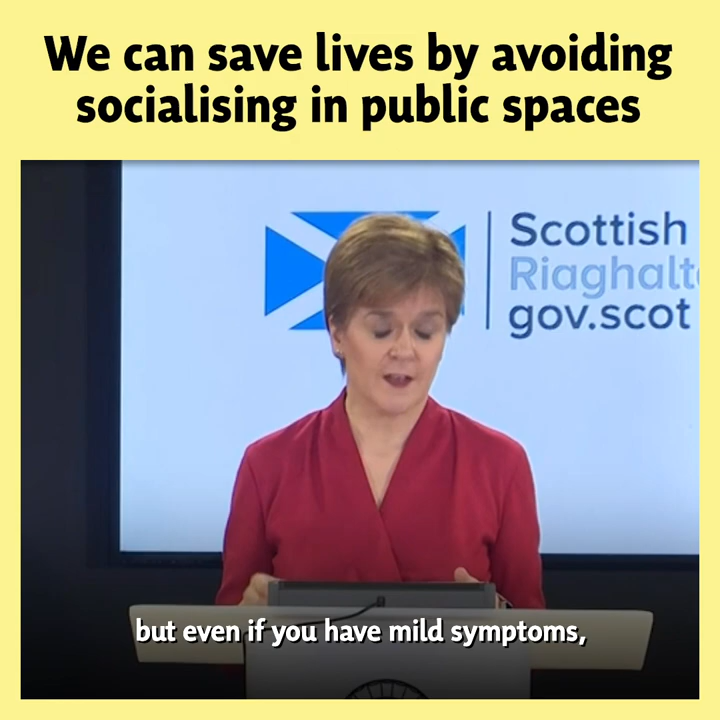 We can save lives by avoiding
socialising in public spaces
Scottish
Riaghalt
gov.scot
but even if you have mild symptoms,